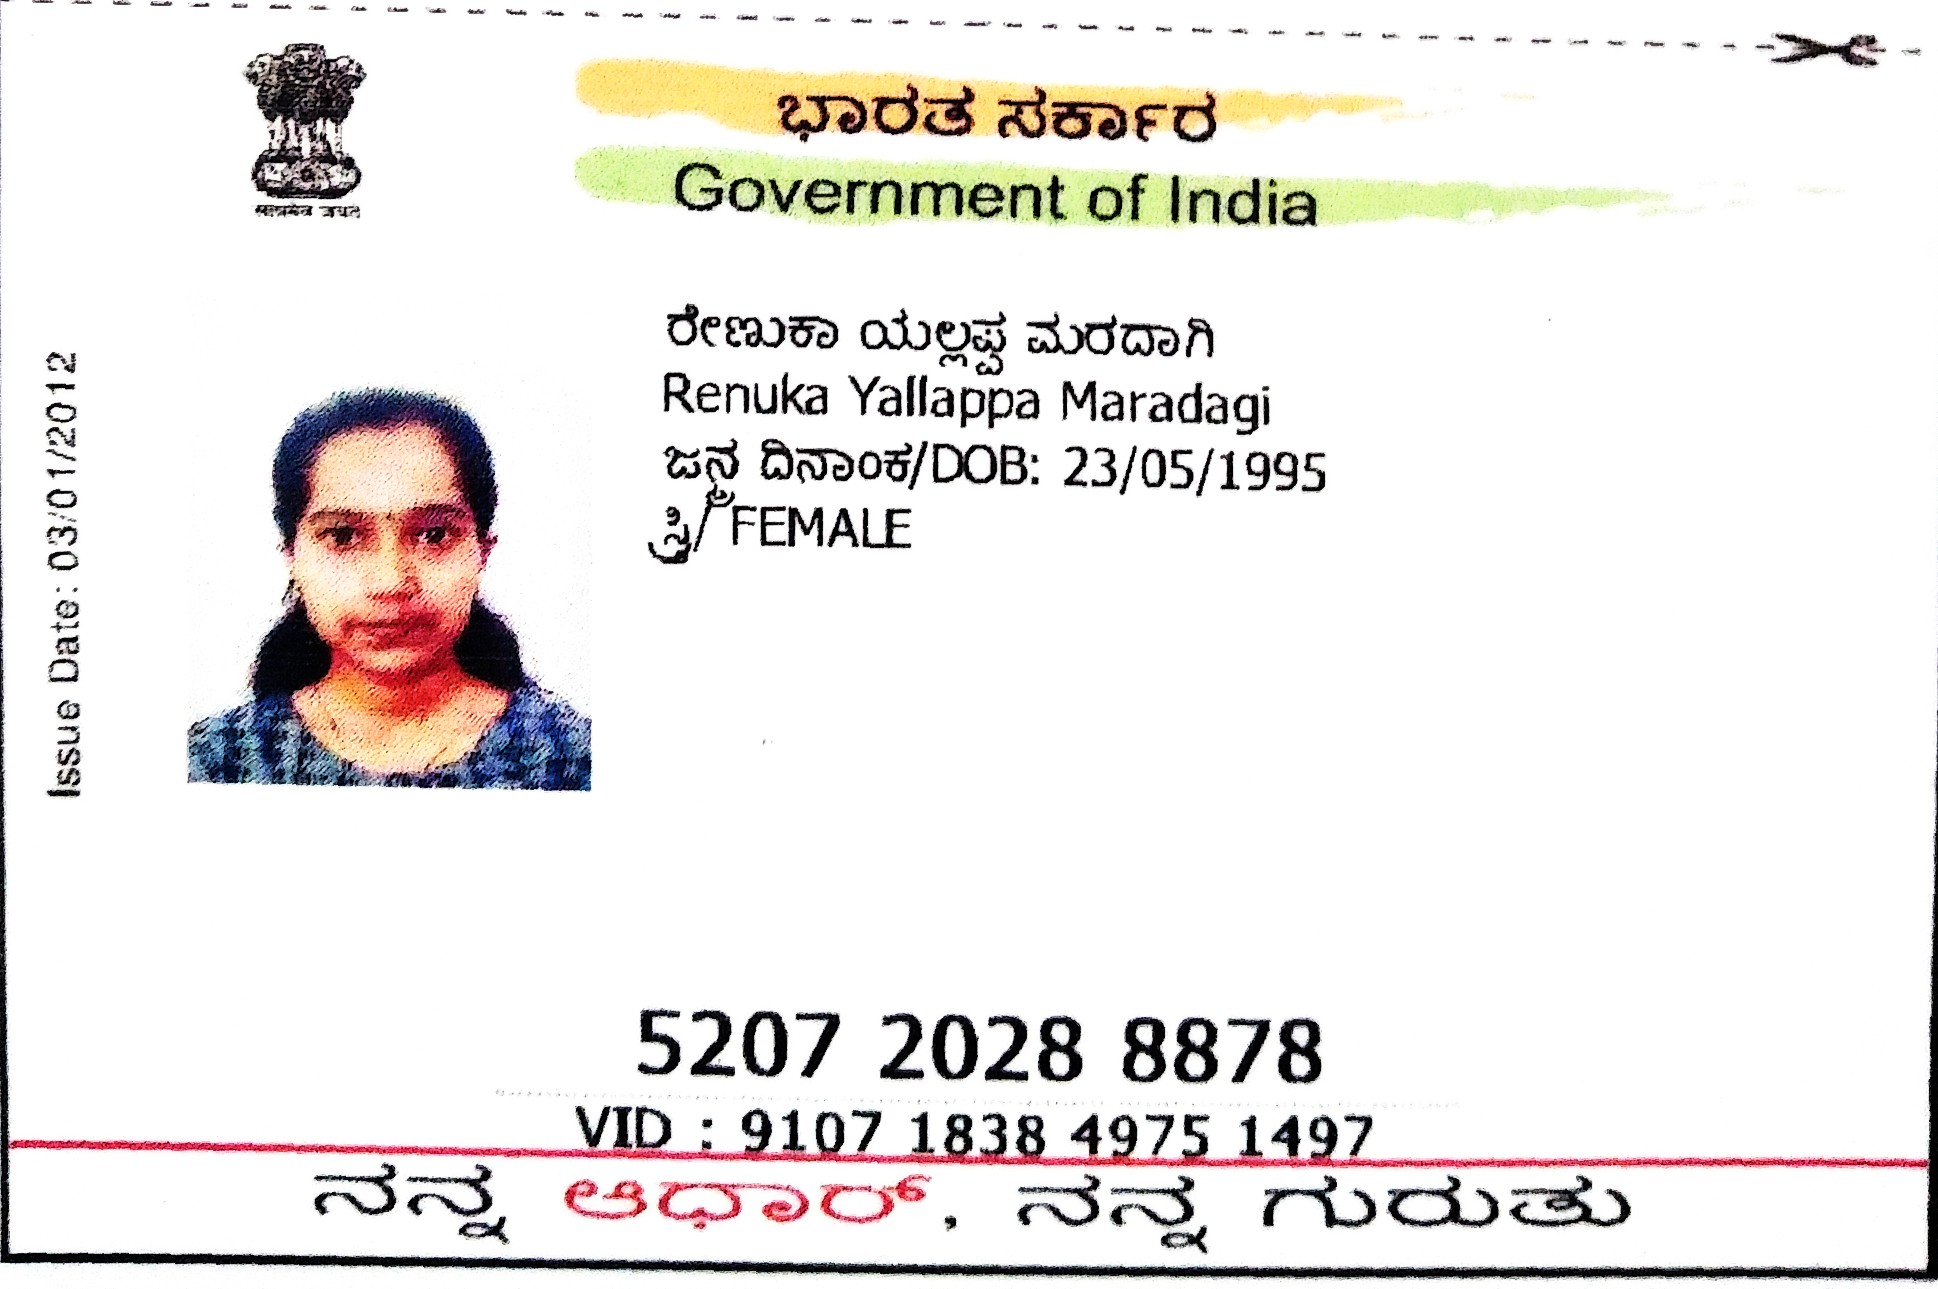 ಭಾರತ ಸರ್ಕಾರ
Government of India
सत्यमेव जयते
Issue Date: 03/01/2012
ರೇಣುಕಾ ಯಲ್ಲಪ್ಪ ಮರದಾಗಿ
Renuka Yallappa Maradagi
ಜನ್ಮ ದಿನಾಂಕ/DOB: 23/05/1995
ಸ್ತ್ರೀ/ FEMALE
5207 2028 8878
VID : 9107 1838 4975 1497
ನನ್ನ ಆಧಾರ್, ನನ್ನ ಗುರುತು